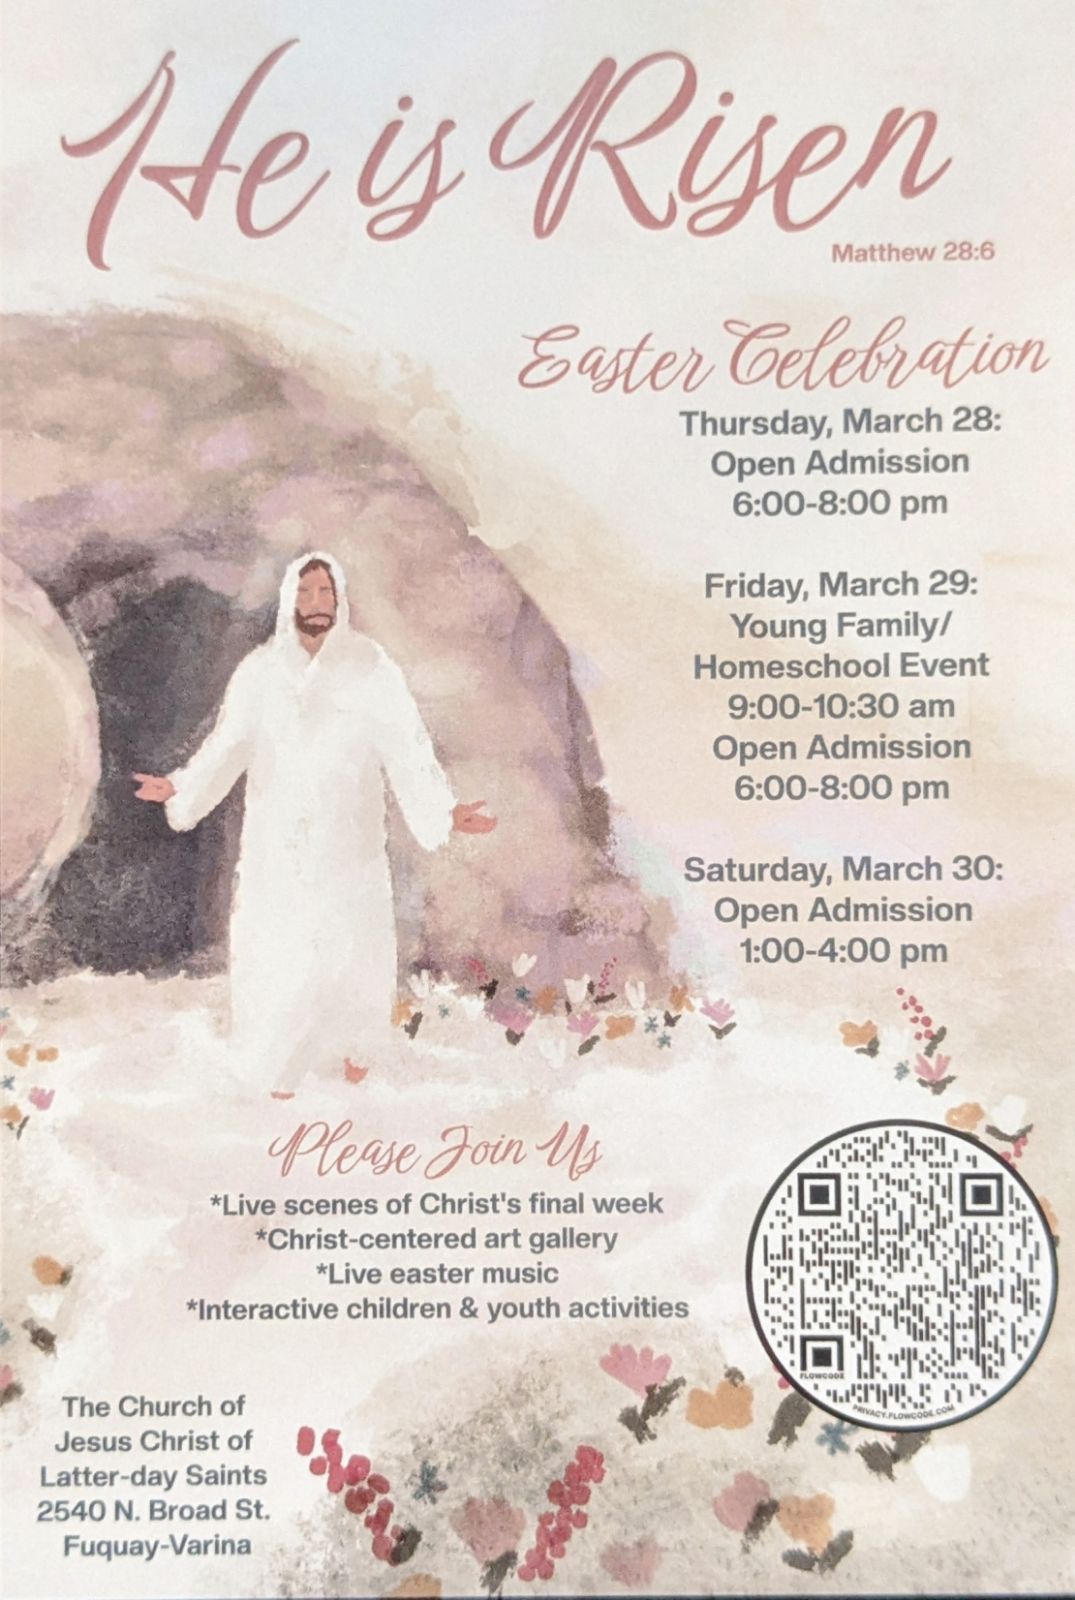 He is Risen
Matthew 28:6
Easter Celebration
Thursday, March 28:
Open Admission
6:00-8:00 pm
Friday, March 29:
Young Family/
Homeschool Event
9:00-10:30 am
Open Admission
6:00-8:00 pm
Saturday, March 30:
Open Admission
1:00-4:00 pm
Please Join Us
*Live scenes of Christ's final week
*Christ-centered art gallery
*Live easter music
*Interactive children & youth activities
FLOWCODE
PRIVACY.FLOWCODE.COM
The Church of
Jesus Christ of
Latter-day Saints
2540 N. Broad St.
Fuquay-Varina